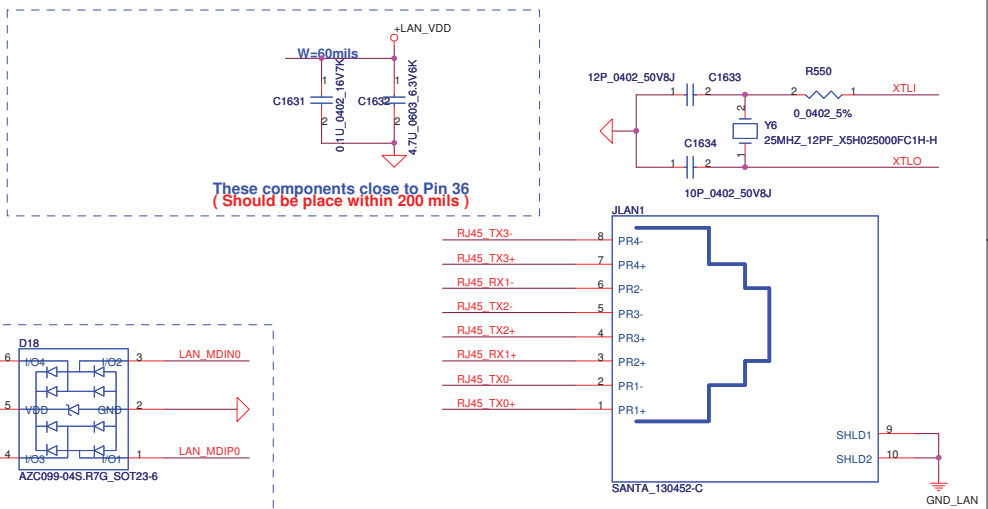 +LAN_VDD
W=60mils
1
1
C1631
0.1U_0402_16V7K
C1632
4.7U_0603_6.3V6K
2
2
These components close to Pin 36
( Should be place within 200 mils )
12P_0402_50V8J
C1633
R550
1
2
2
1
XTLI
0_0402_5%
2
Y6
25MHZ_12PF_X5H025000FC1H-H
1
C1634
1
2
XTLO
10P_0402_50V8J
JLAN1
RJ45_TX3- 8 PR4-
RJ45_TX3+ 7 PR4+
RJ45_RX1- 6 PR2-
RJ45_TX2- 5 PR3-
RJ45_TX2+ 4 PR3+
RJ45_RX1+ 3 PR2+
RJ45_TX0- 2 PR1-
RJ45_TX0+ 1 PR1+
SHLD1 9
SHLD2 10
SANTA_130452-C
GND_LAN
D18
6 I/O4 I/O2 3 LAN_MDIN0
5 VDD GND 2
4 I/O3 I/O1 1 LAN_MDIP0
AZC099-04S.R7G_SOT23-6